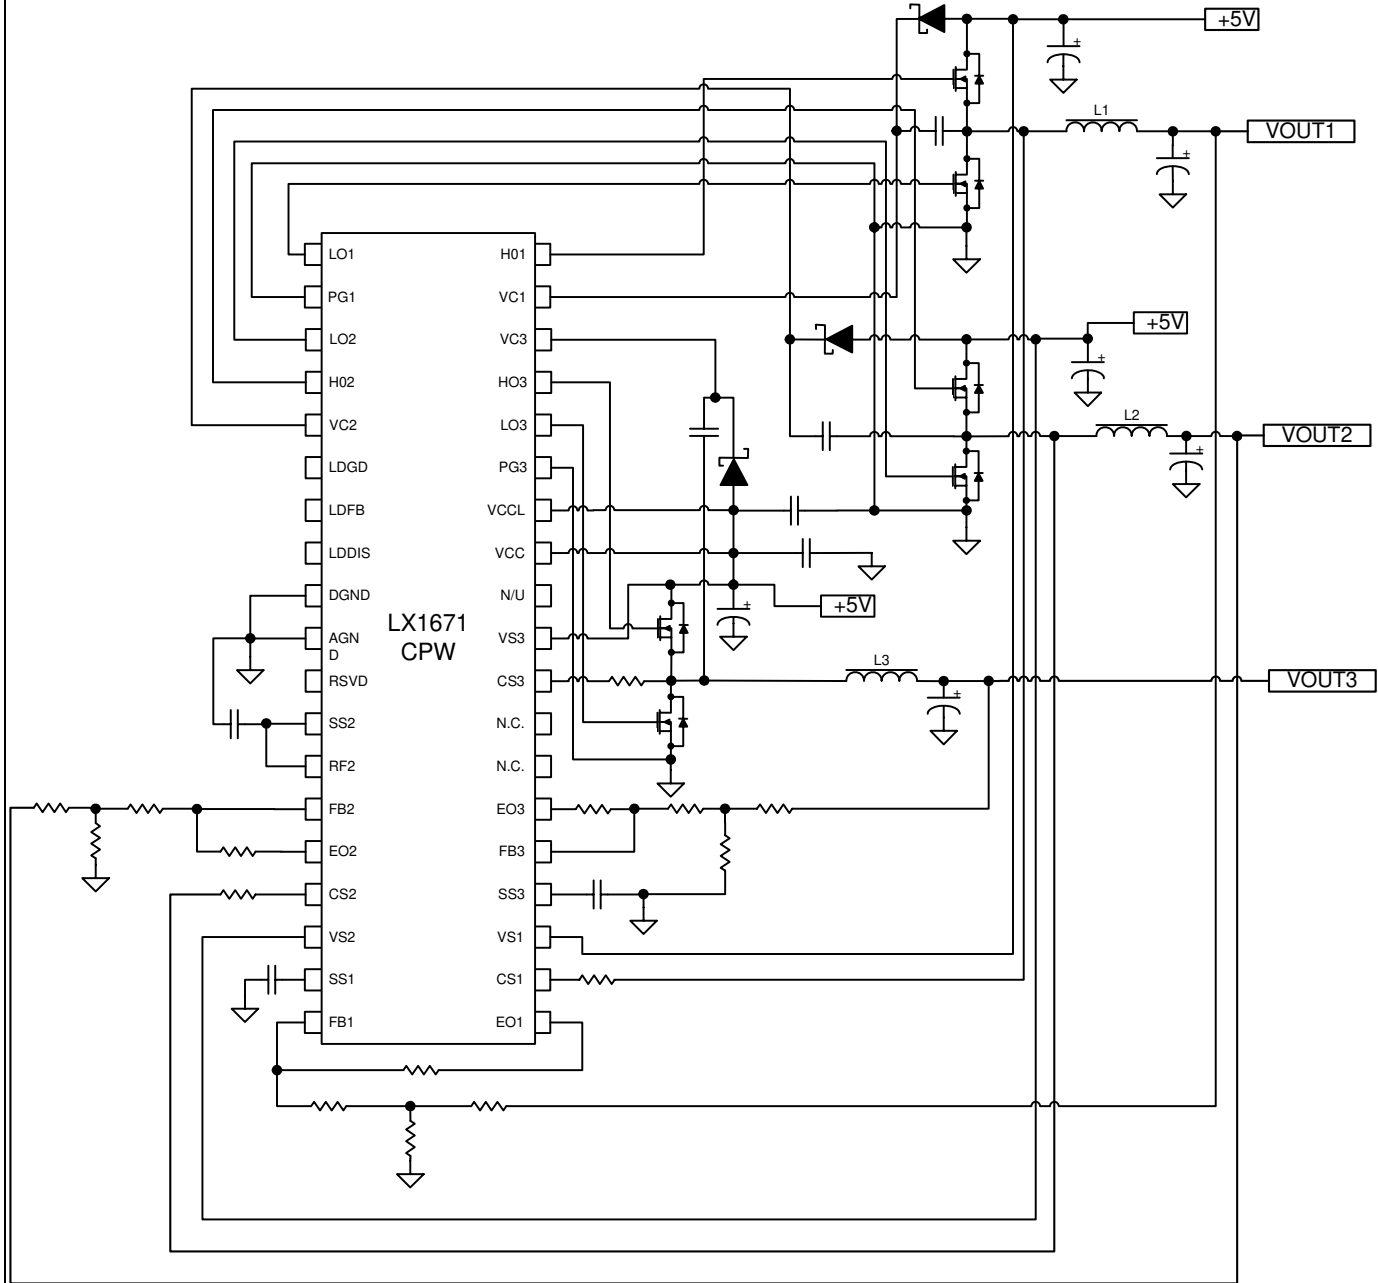 +5V
+
L1
VOUT1
+
LO1
H01
PG1
VC1
LO2
VC3
+5V
+
H02
HO3
VC2
LO3
L2
VOUT2
+
LDGD
PG3
LDFB
VCCL
LDDIS
VCC
DGND
N/U
+5V
+
LX1671
CPW
AGN
D
VS3
RSVD
CS3
L3
VOUT3
+
SS2
N.C.
RF2
N.C.
FB2
EO3
EO2
FB3
CS2
SS3
VS2
VS1
SS1
CS1
FB1
EO1